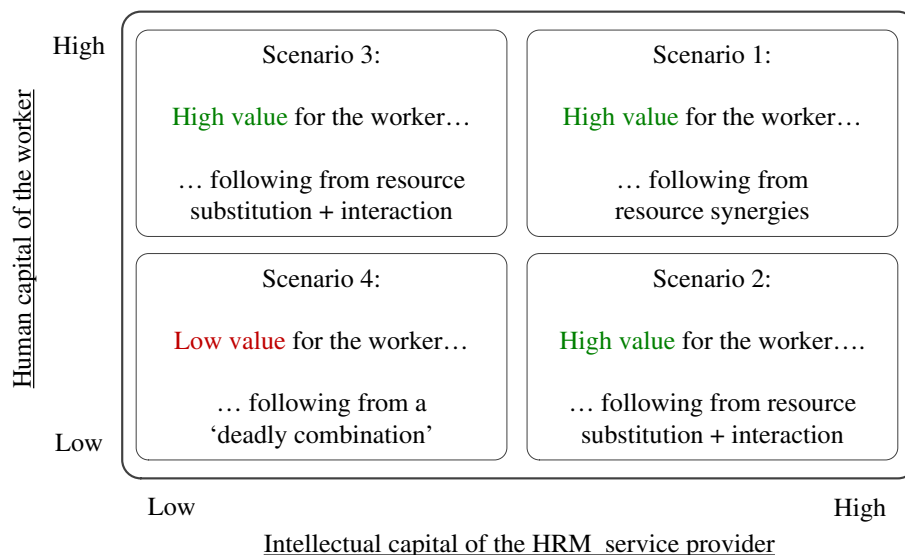 High
Human capital of the worker
Low
Scenario 3:
High value for the worker…
… following from resource
substitution + interaction
Scenario 1:
High value for the worker…
… following from
resource synergies
Scenario 4:
Low value for the worker…
… following from a
‘deadly combination’
Scenario 2:
High value for the worker….
… following from resource
substitution + interaction
Low
High
Intellectual capital of the HRM service provider